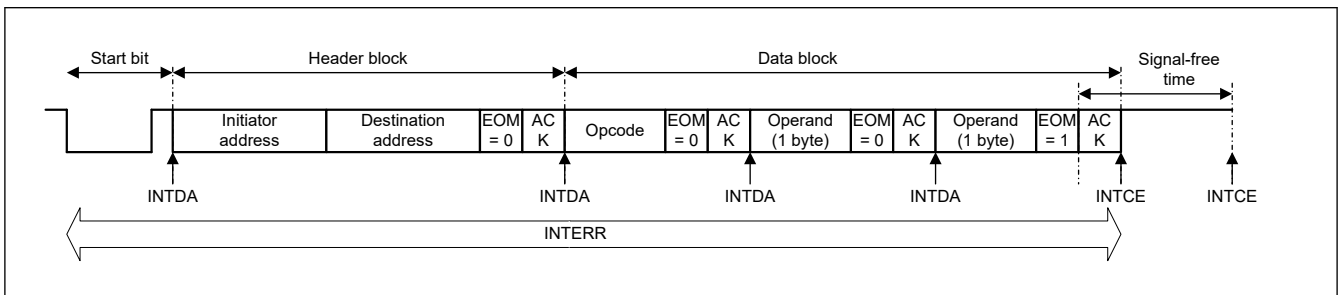 Start bit
Header block
Data block
Signal-free
time
Initiator
address
Destination
address
EOM
= 0
AC
K
Opcode
EOM
= 0
AC
K
Operand
(1 byte)
EOM
= 0
AC
K
Operand
(1 byte)
EOM
= 1
AC
K
INTDA
INTDA
INTDA
INTDA
INTCE
INTCE
INTERR